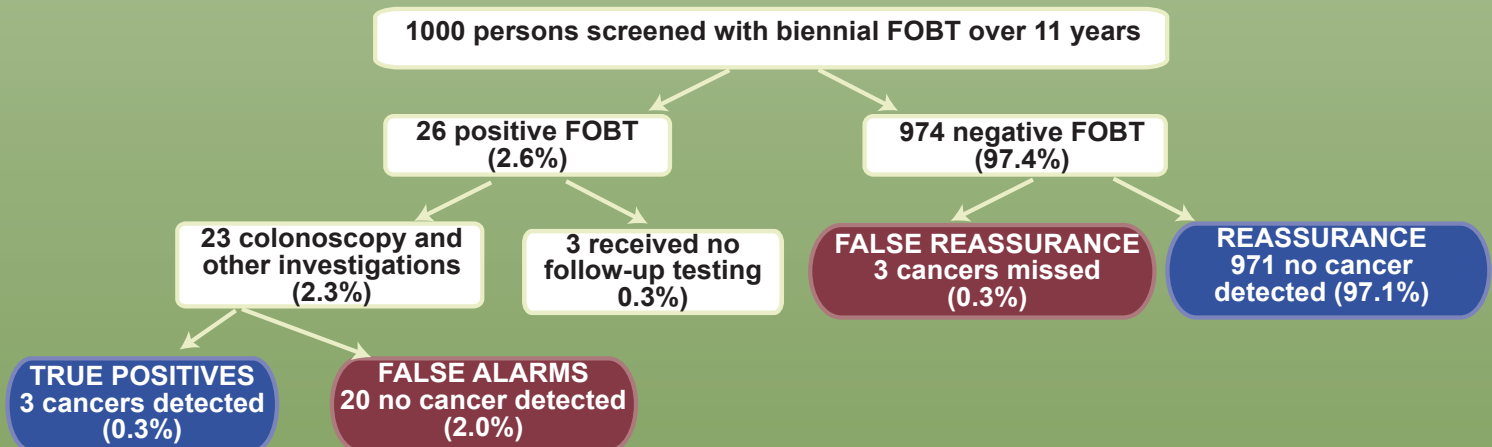 1000 persons screened with biennial FOBT over 11 years
26 positive FOBT
(2.6%)
974 negative FOBT
(97.4%)
23 colonoscopy and
other investigations
(2.3%)
3 received no
follow-up testing
0.3%)
FALSE REASSURANCE
3 cancers missed
(0.3%)
REASSURANCE
971 no cancer
detected (97.1%)
TRUE POSITIVES
3 cancers detected
(0.3%)
FALSE ALARMS
20 no cancer detected
(2.0%)